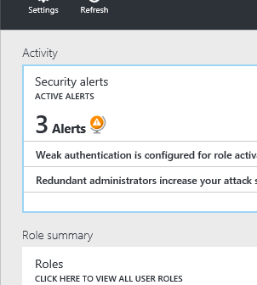 Settings Refresh
Activity
Security alerts
ACTIVE ALERTS
3 Alerts
Weak authentication is configured for role activ
Redundant administrators increase your attack s
Role summary
Roles
CLICK HERE TO VIEW ALL USER ROLES